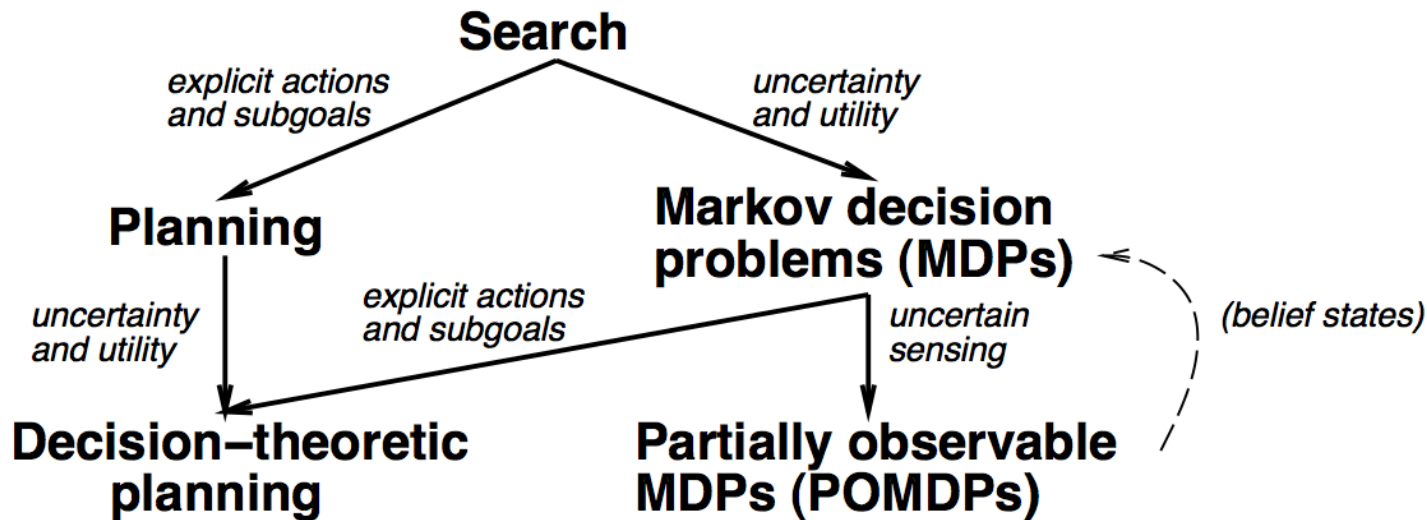 Search
explicit actions
and subgoals
uncertainty
and utility
Planning
Markov decision
problems (MDPs)
uncertainty
and utility
explicit actions
and subgoals
uncertain
sensing
(belief states)
Decision–theoretic
planning
Partially observable
MDPs (POMDPs)